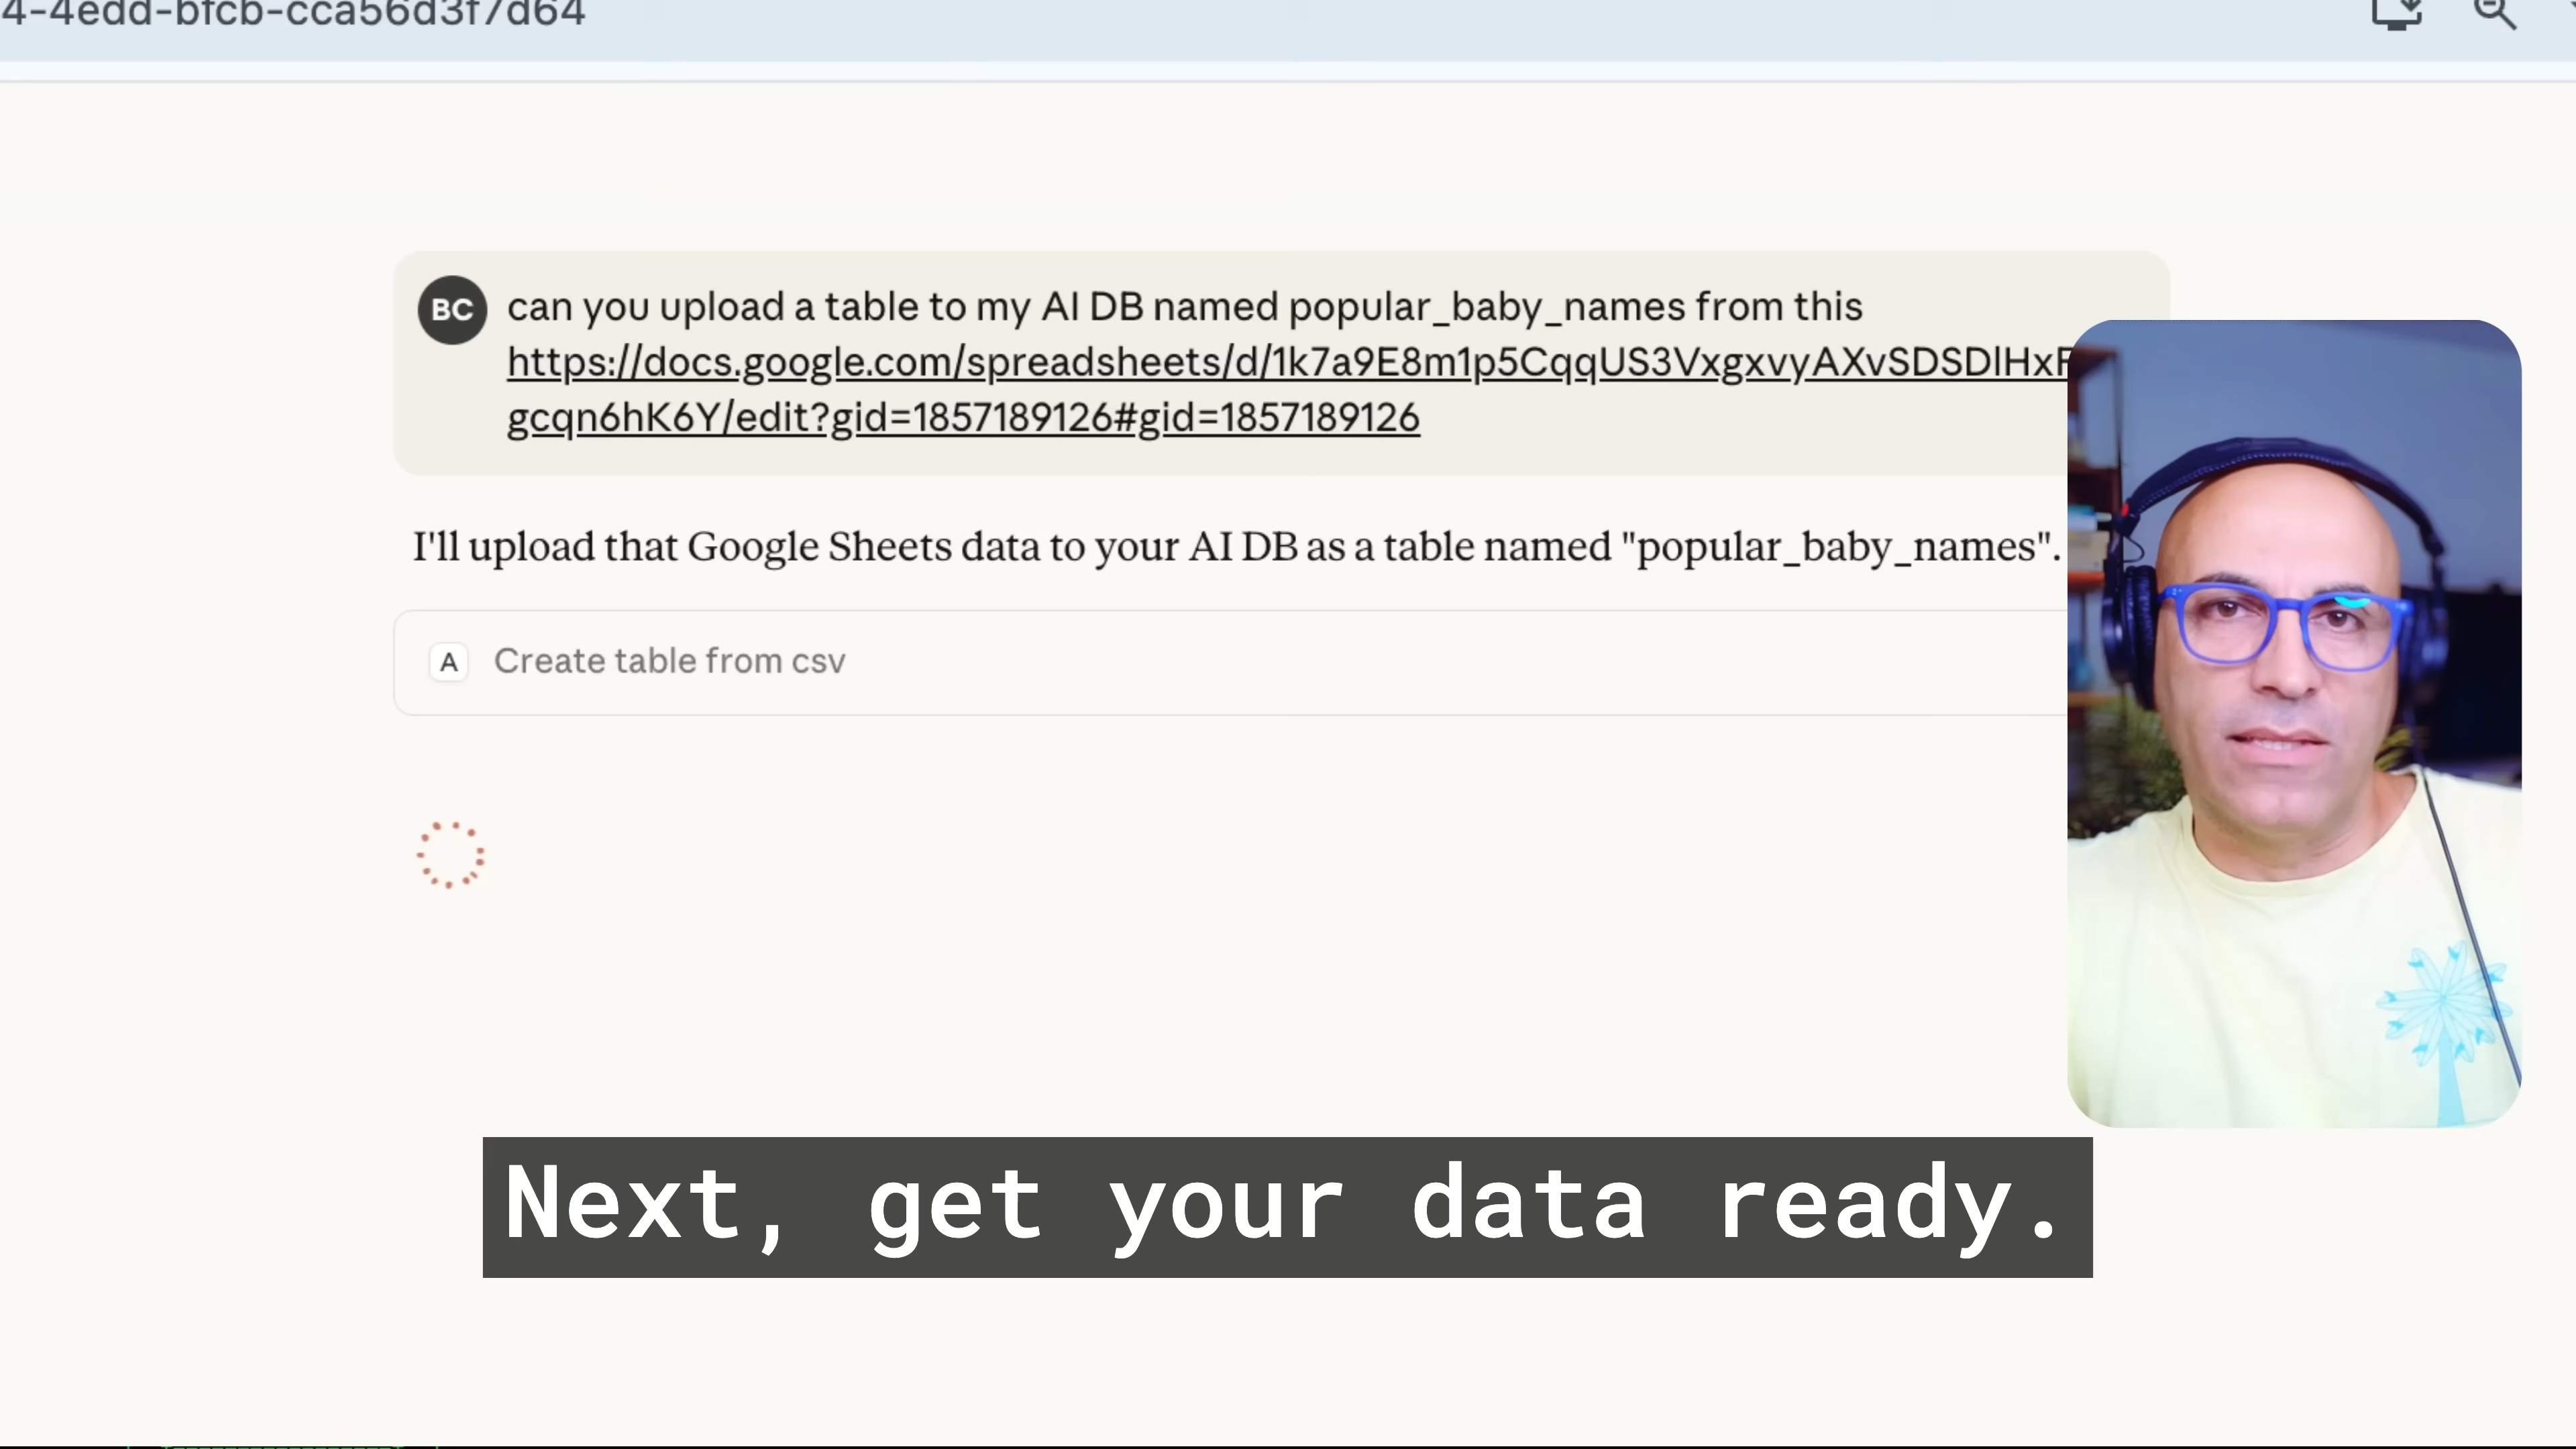 4-4edd-bfcb-cca56d3f7d64
BC
can you upload a table to my AI DB named popular_baby_names from this
https://docs.google.com/spreadsheets/d/1k7a9E8m1p5CqqUS3VxgxvyAXvSDSDlHxF
gcqn6hK6Y/edit?gid=1857189126#gid=1857189126
I'll upload that Google Sheets data to your AI DB as a table named "popular_baby_names".
A Create table from csv
Next, get your data ready.